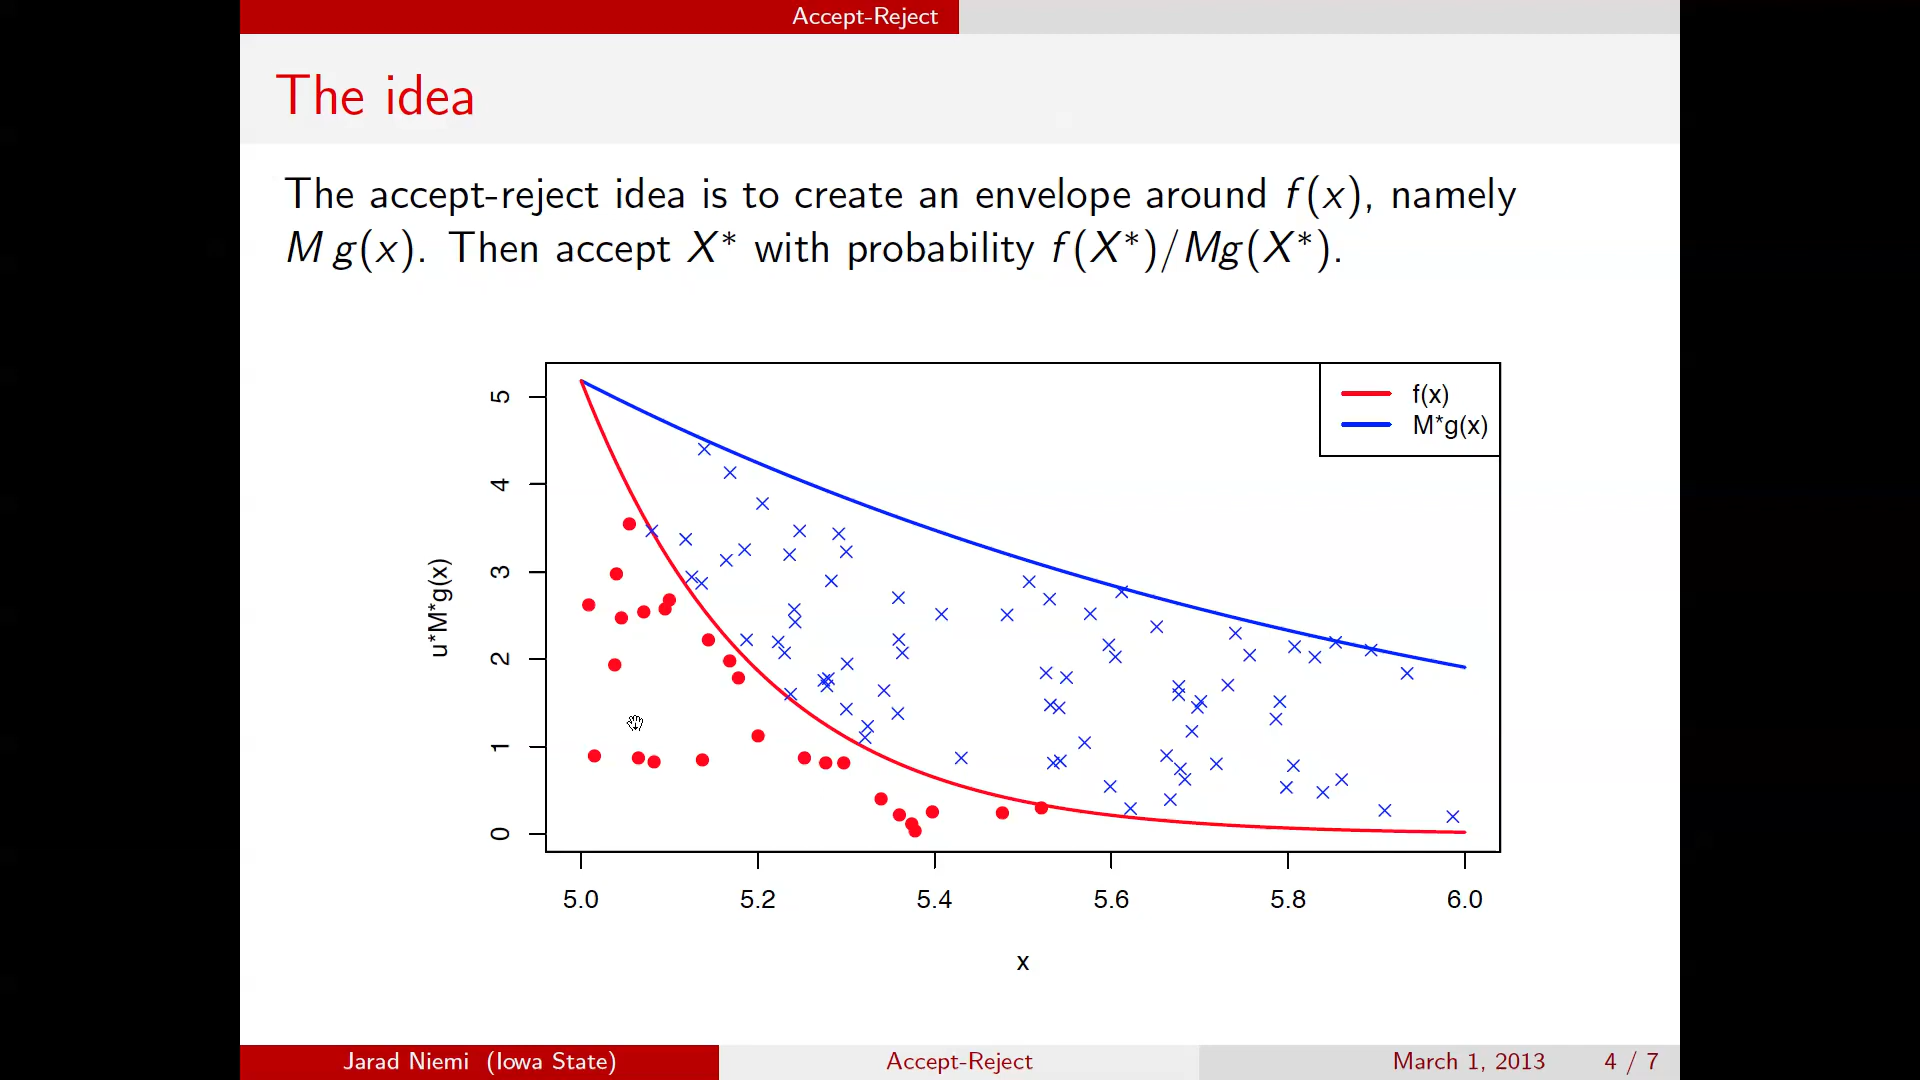 Accept-Reject
The idea
The accept-reject idea is to create an envelope around f(x), namely
M g(x). Then accept X* with probability f(X*)/Mg(X*).
f(x)
M*g(x)
5
4
3
2
1
0
u*M*g(x)
5.0 5.2 5.4 5.6 5.8 6.0
x
Jarad Niemi (Iowa State) Accept-Reject March 1, 2013 4 / 7